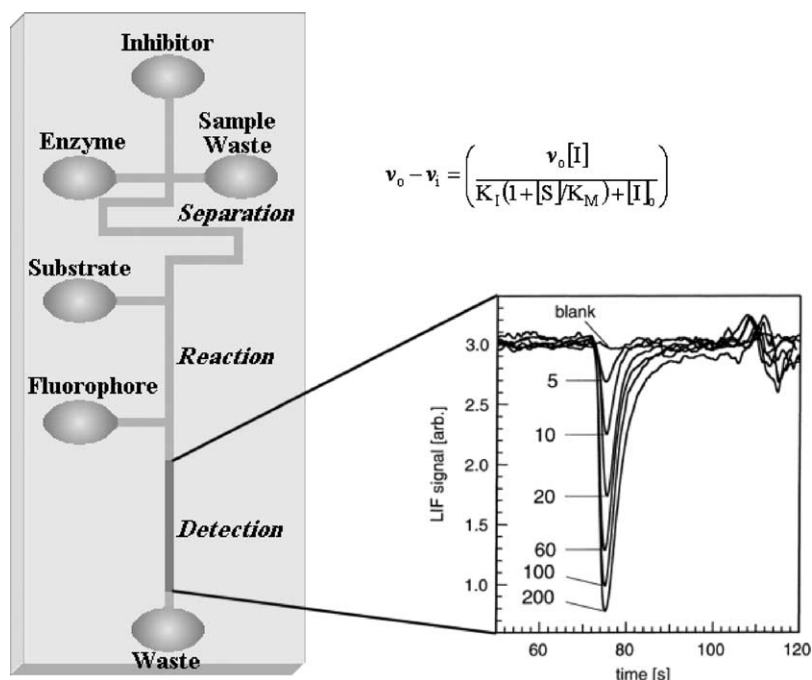 Inhibitor
Enzyme
Sample
Waste
Separation
Substrate
Reaction
Fluorophore
Detection
Waste
v₀ − vᵢ = ( v₀[I] / K_I(1+[S]/K_M)+[I]₀ )
blank
3.0
5
2.5
10
2.0
20
1.5
60
100
1.0
200
LIF signal [arb.]
60
80
100
120
time [s]